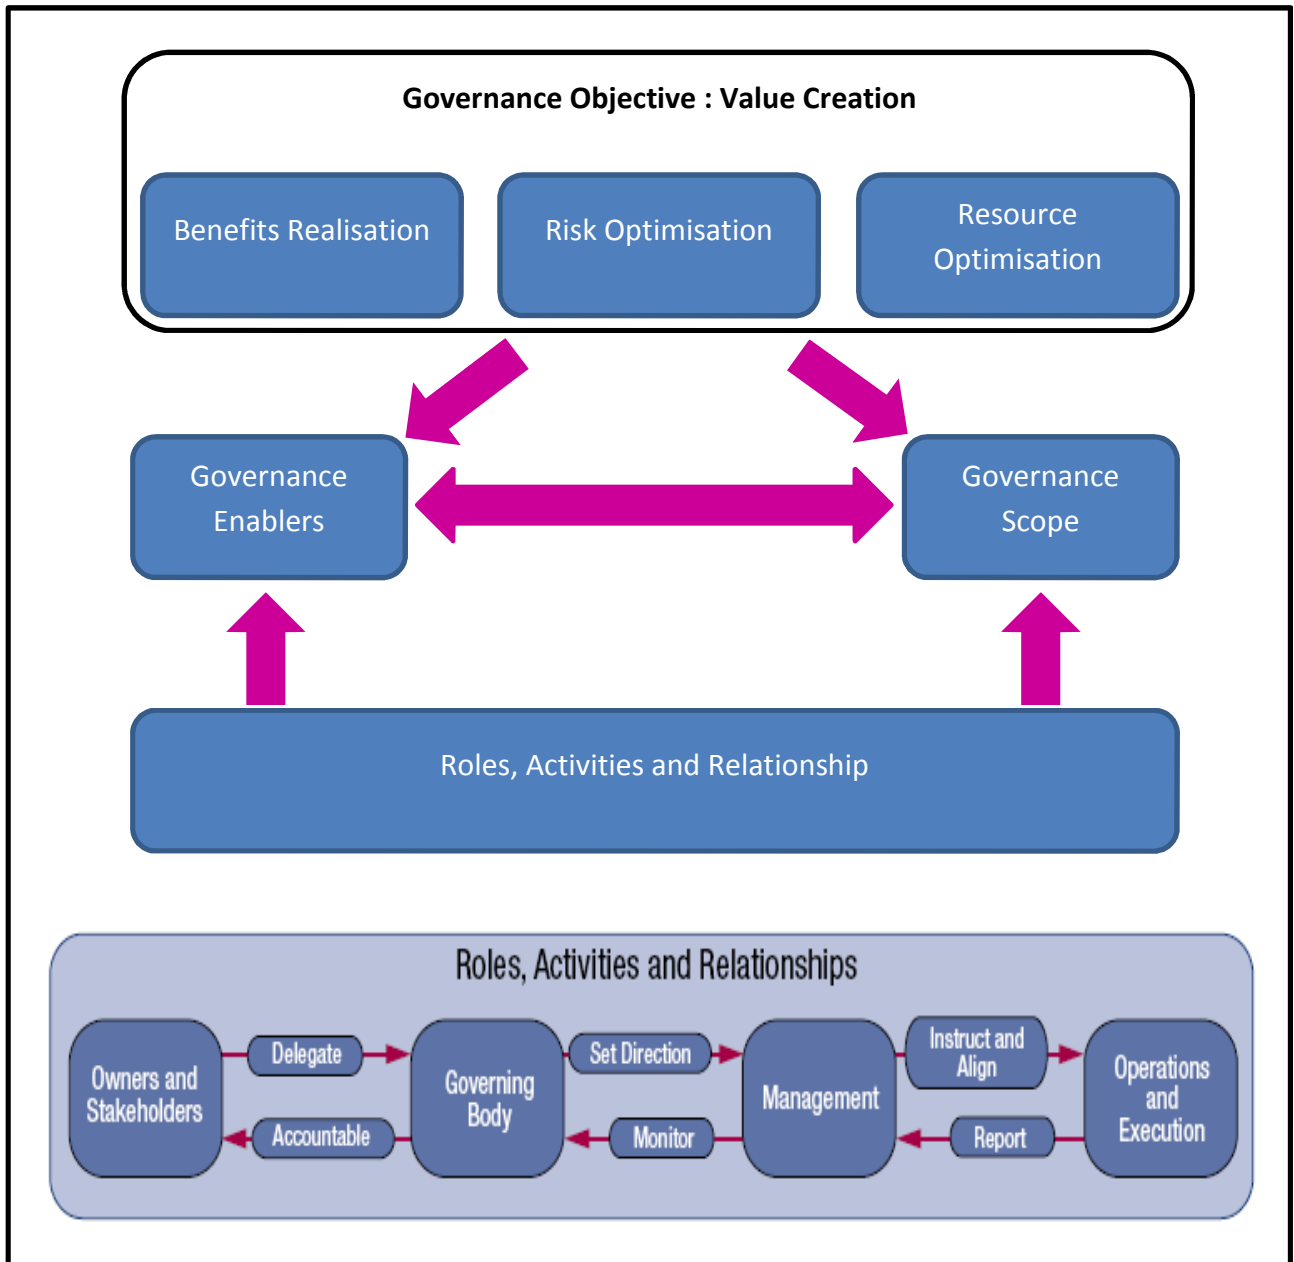 Governance Objective : Value Creation
Benefits Realisation
Risk Optimisation
Resource
Optimisation
Governance
Enablers
Governance
Scope
Roles, Activities and Relationship
Roles, Activities and Relationships
Owners and
Stakeholders
Delegate
Accountable
Governing
Body
Set Direction
Monitor
Management
Instruct and
Align
Report
Operations
and
Execution